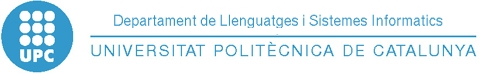 Departament de Llenguatges i Sistemes Informatics
UPC
UNIVERSITAT POLITÈCNICA DE CATALUNYA